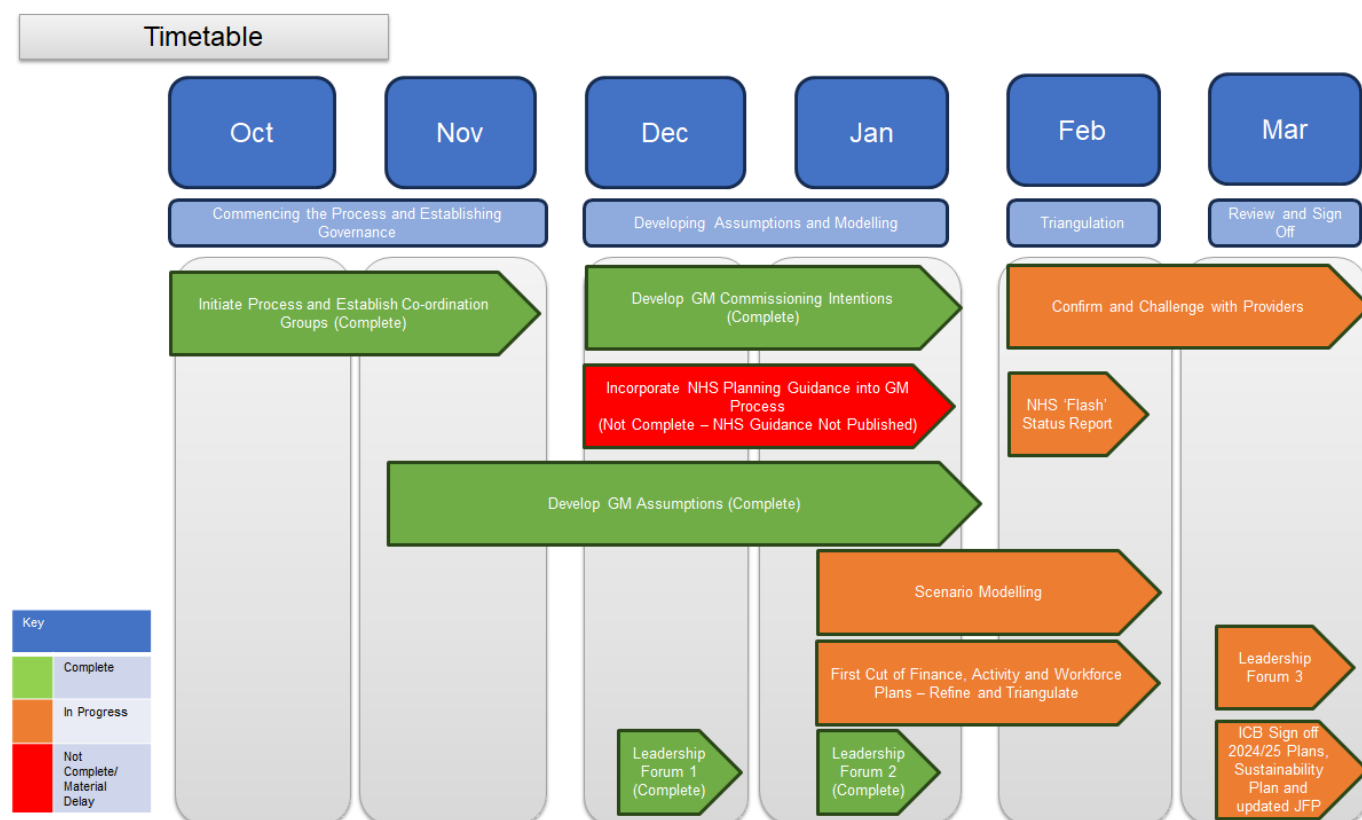 Timetable
Oct
Nov
Dec
Jan
Feb
Mar
Commencing the Process and Establishing
Governance
Developing Assumptions and Modelling
Triangulation
Review and Sign
Off
Initiate Process and Establish Co-ordination
Groups (Complete)
Develop GM Commissioning Intentions
(Complete)
Confirm and Challenge with Providers
Incorporate NHS Planning Guidance into GM
Process
(Not Complete – NHS Guidance Not Published)
NHS ‘Flash’
Status Report
Develop GM Assumptions (Complete)
Scenario Modelling
First Cut of Finance, Activity and Workforce
Plans – Refine and Triangulate
Leadership
Forum 3
Leadership
Forum 1
(Complete)
Leadership
Forum 2
(Complete)
ICB Sign off
2024/25 Plans,
Sustainability
Plan and
updated JFP
Key
Complete
In Progress
Not
Complete/
Material
Delay